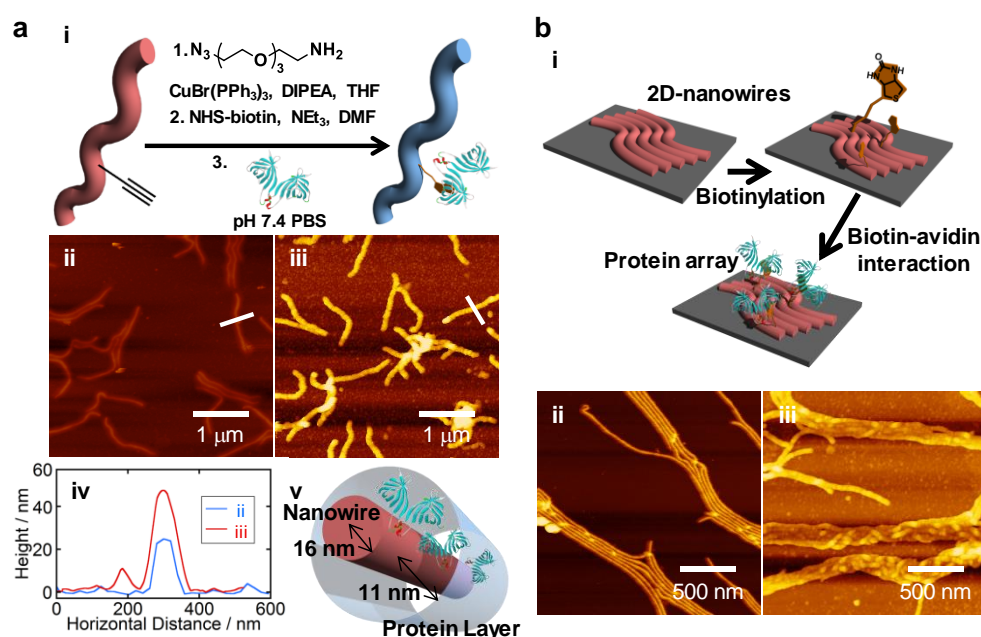 a
i
1. N₃ ( O )₃ NH₂
CuBr(PPh₃)₃, DIPEA, THF
2. NHS-biotin, NEt₃, DMF
3.
pH 7.4 PBS
ii
1 μm
iii
1 μm
iv
Height / nm
60
40
20
0
0 200 400 600
Horizontal Distance / nm
ii
iii
v
Nanowire
16 nm
11 nm
Protein Layer
b
i
2D-nanowires
O
HN NH
S
Biotinylation
Biotin-avidin
interaction
Protein array
ii
500 nm
iii
500 nm